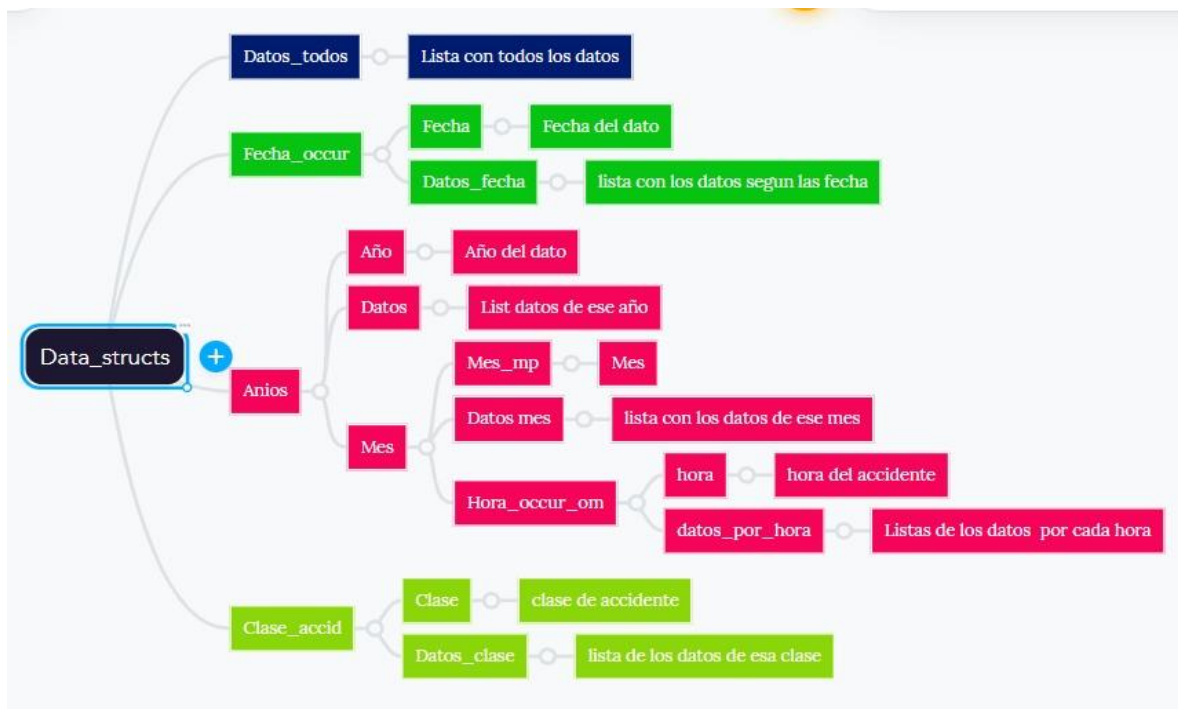 Datos_todos
Lista con todos los datos
Fecha_occur
Fecha
Fecha del dato
Datos_fecha
lista con los datos segun las fecha
Data_structs
Anios
Año
Año del dato
Datos
List datos de ese año
Mes
Mes_mp
Mes
Datos mes
lista con los datos de ese mes
Hora_occur_om
hora
hora del accidente
datos_por_hora
Listas de los datos por cada hora
Clase_accid
Clase
clase de accidente
Datos_clase
lista de los datos de esa clase